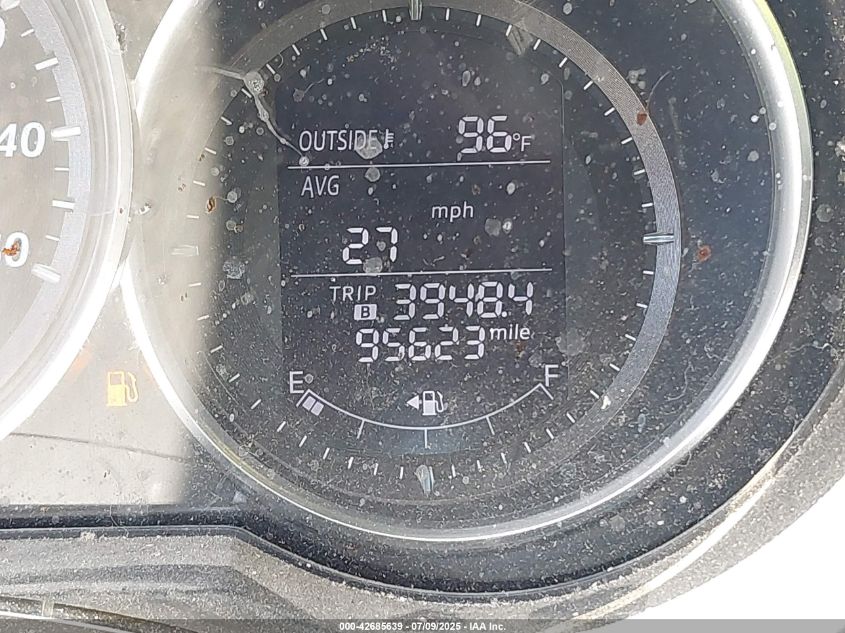 40
OUTSIDE 96°F
AVG
mph
27
TRIP B 3948.4
95623 mile
E F
000-42685639 / 07/09/2025 - IAA Inc.